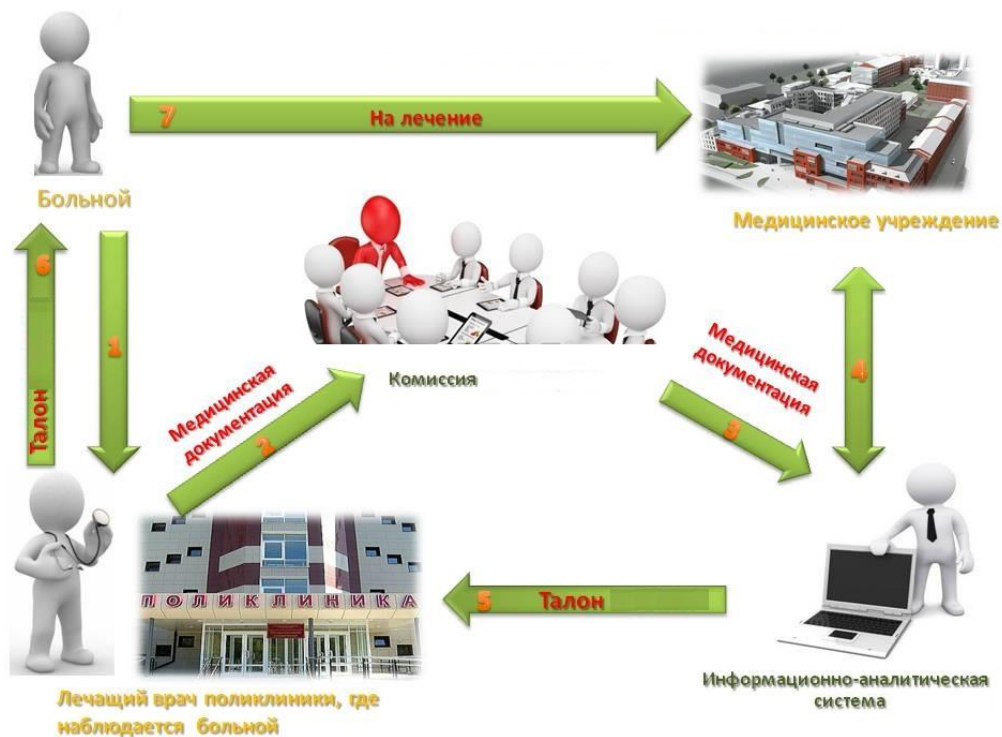 7
На лечение
Больной
Медицинское учреждение
6
Талон
1
Медицинская
документация
2
Комиссия
Медицинская
документация
3
4
ПОЛИКЛИНИКА
5
Талон
Лечащий врач поликлиники, где
наблюдается больной
Информационно-аналитическая
система